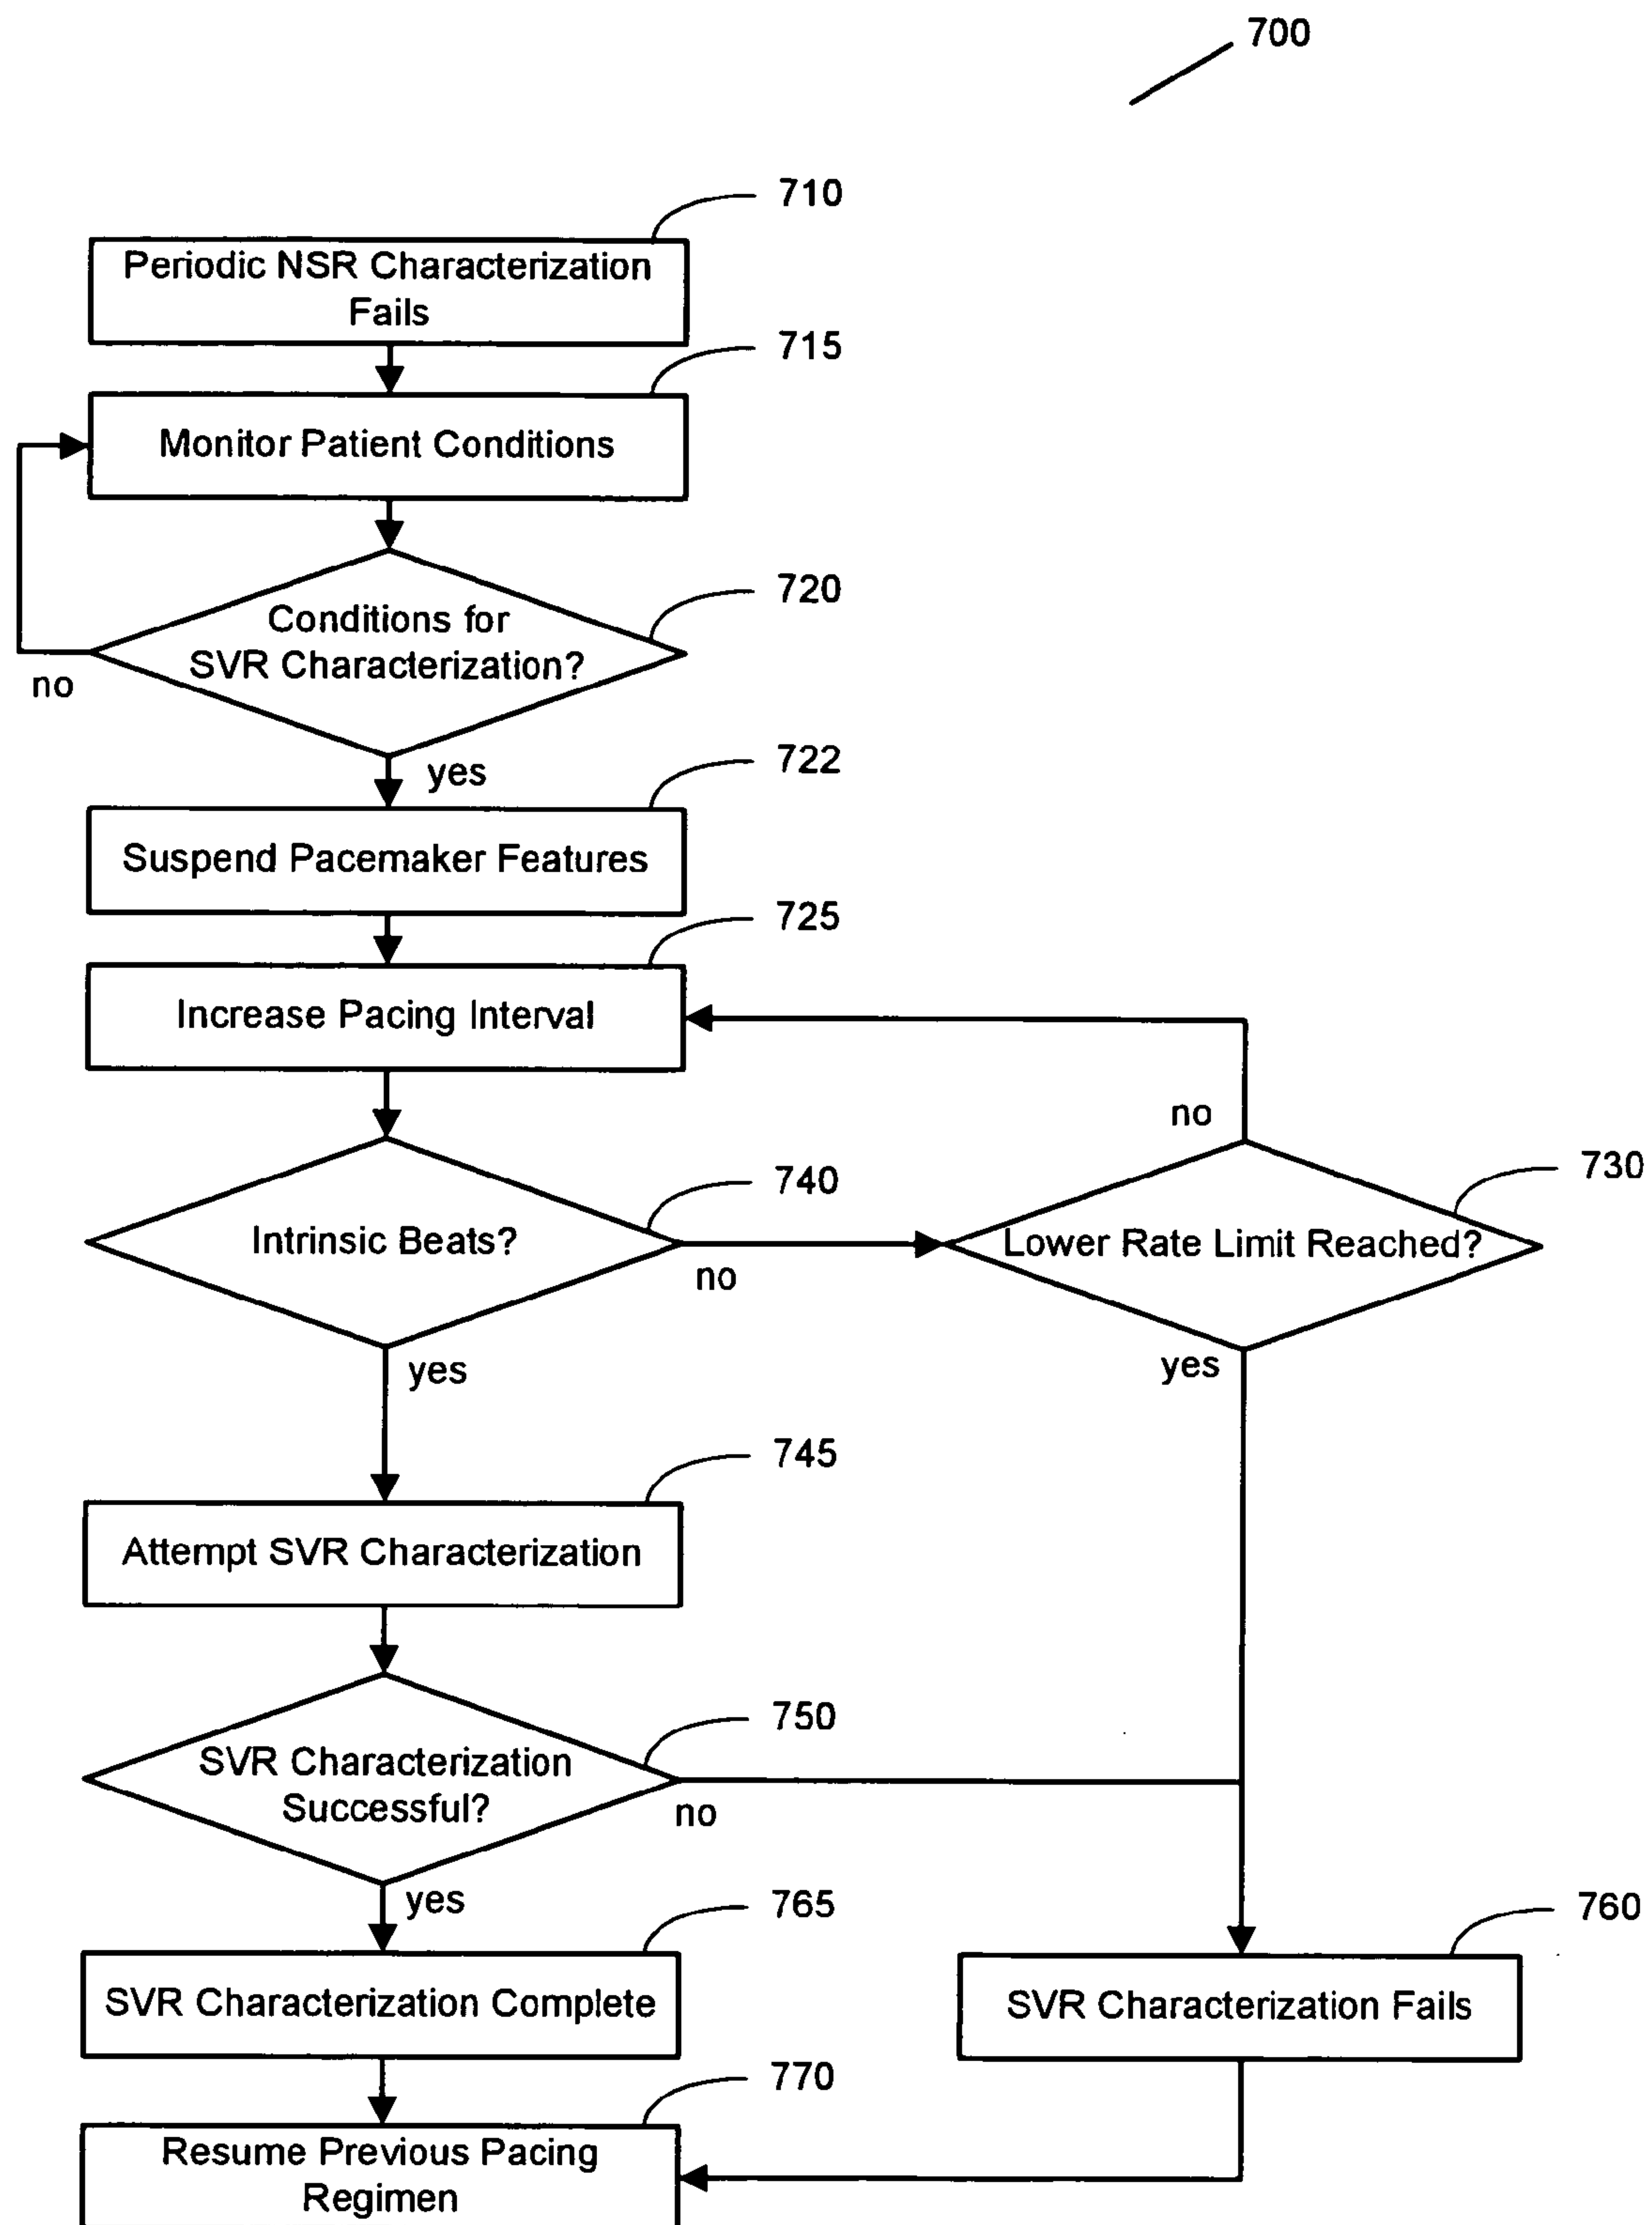 700
710
Periodic NSR Characterization
Fails
715
Monitor Patient Conditions
720
Conditions for
SVR Characterization?
no
722
yes
Suspend Pacemaker Features
725
Increase Pacing Interval
no
740
730
Intrinsic Beats?
Lower Rate Limit Reached?
no
yes
yes
745
Attempt SVR Characterization
750
SVR Characterization
Successful?
no
yes
765
760
SVR Characterization Complete
SVR Characterization Fails
770
Resume Previous Pacing
Regimen